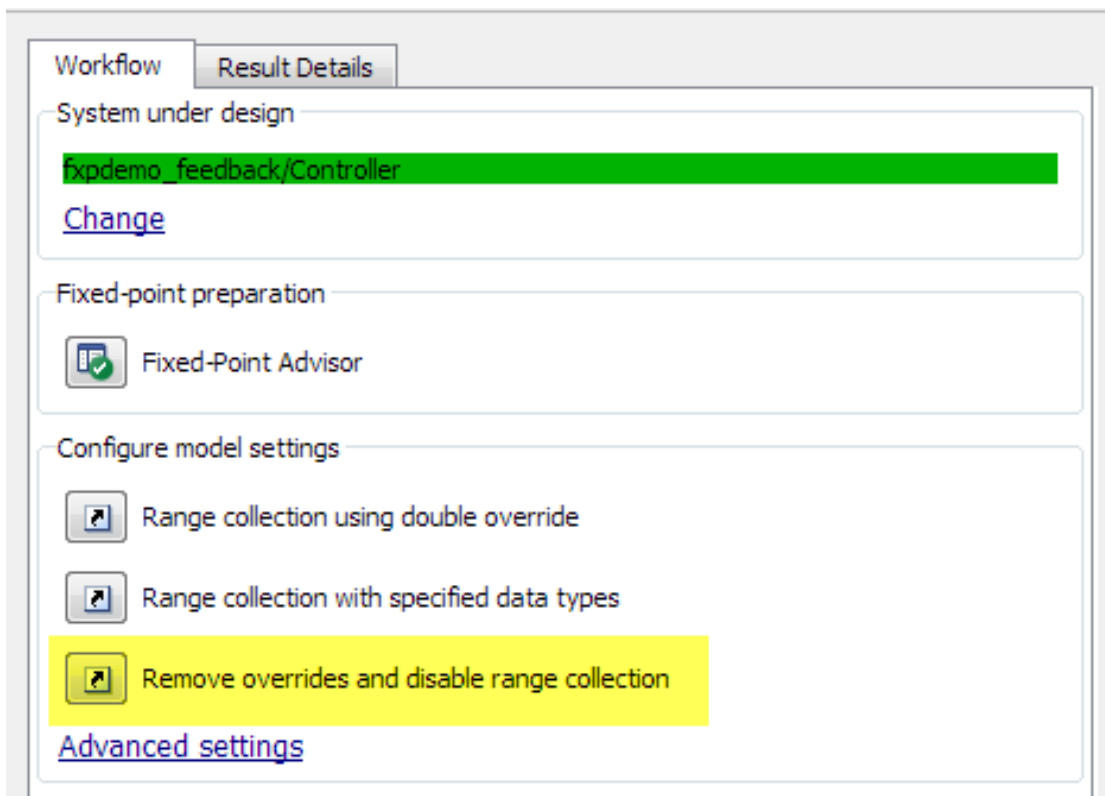 Workflow
Result Details
System under design
fxpdemo_feedback/Controller
Change
Fixed-point preparation
Fixed-Point Advisor
Configure model settings
Range collection using double override
Range collection with specified data types
Remove overrides and disable range collection
Advanced settings